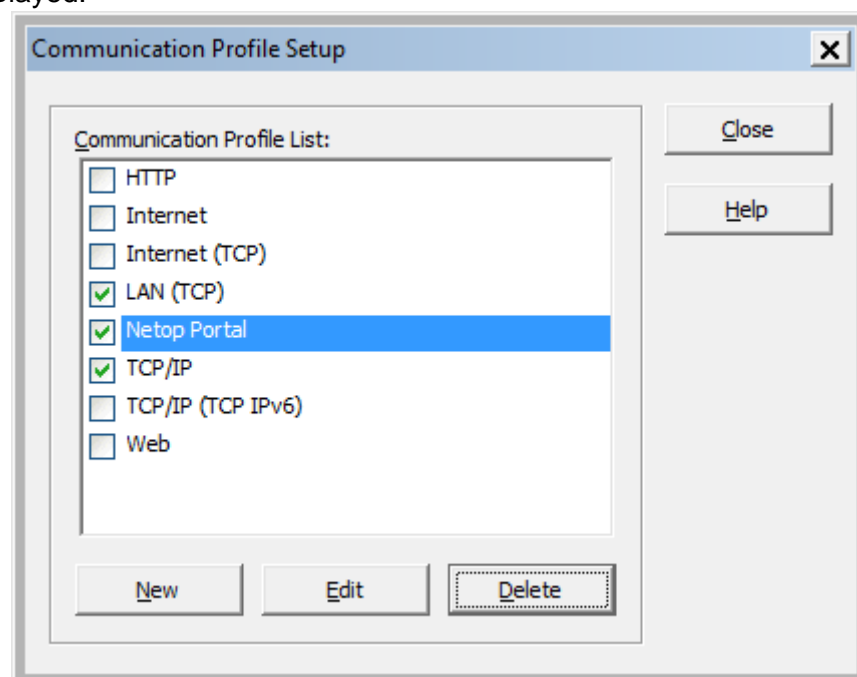 Communication Profile Setup
Communication Profile List:
Close
HTTP
Internet
Help
Internet (TCP)
LAN (TCP)
Netop Portal
TCP/IP
TCP/IP (TCP IPv6)
Web
New Edit Delete